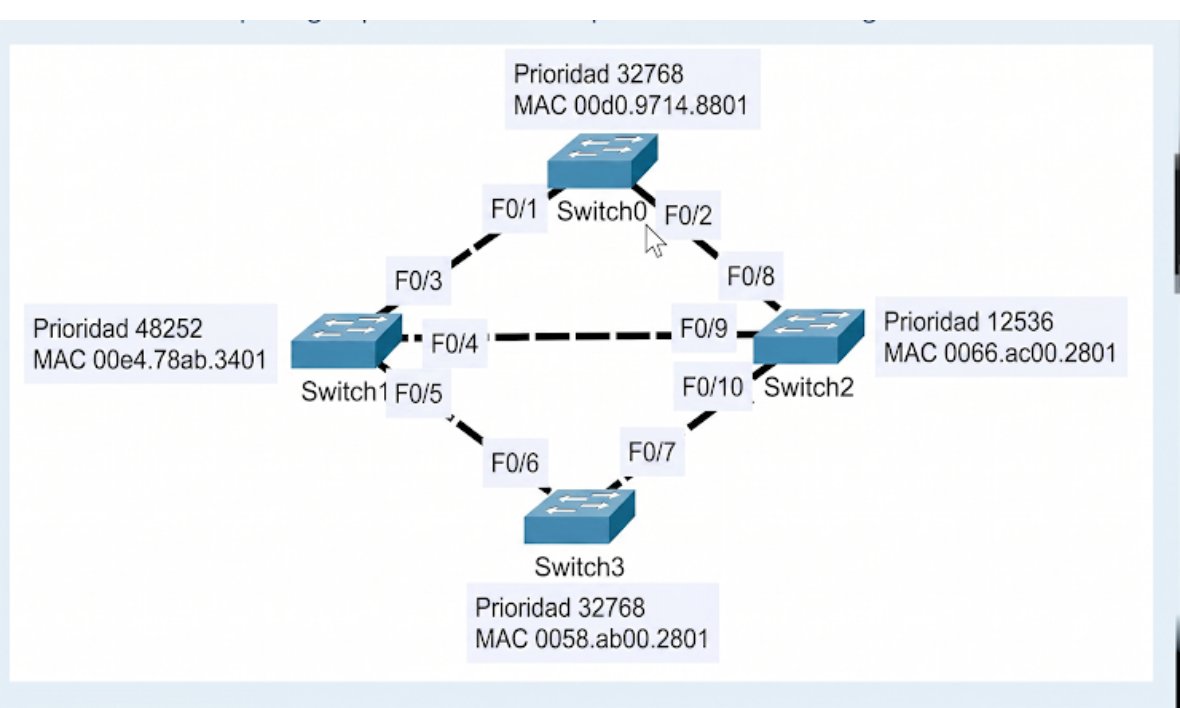 Prioridad 32768
MAC 00d0.9714.8801
F0/1
Switch0
F0/2
F0/3
F0/8
Prioridad 48252
MAC 00e4.78ab.3401
F0/4
F0/9
Prioridad 12536
MAC 0066.ac00.2801
Switch1
F0/5
F0/10
Switch2
F0/6
F0/7
Switch3
Prioridad 32768
MAC 0058.ab00.2801